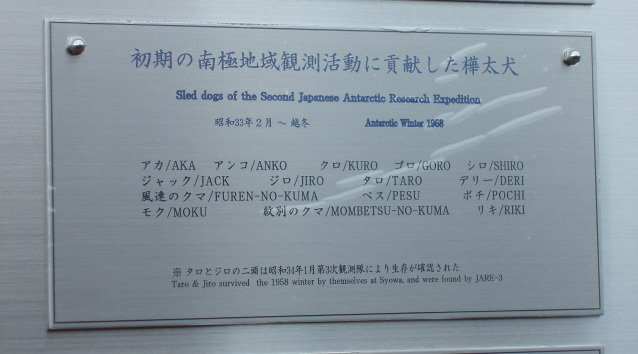 初期の南極地域観測活動に貢献した樺太犬
Sled dogs of the Second Japanese Antarctic Research Expedition
昭和33年2月 ～ 越冬 Antarctic Winter 1958
アカ/AKA アンコ/ANKO クロ/KURO ゴロ/GORO シロ/SHIRO
ジャック/JACK ジロ/JIRO タロ/TARO デリー/DERI
風連のクマ/FUREN-NO-KUMA ペス/PESU ポチ/POCHI
モク/MOKU 紋別のクマ/MOMBETSU-NO-KUMA リキ/RIKI
※ タロとジロの二頭は昭和34年1月第3次観測隊により生存が確認された
Taro & Jiro survived the 1958 winter by themselves at Syowa, and were found by JARE-3